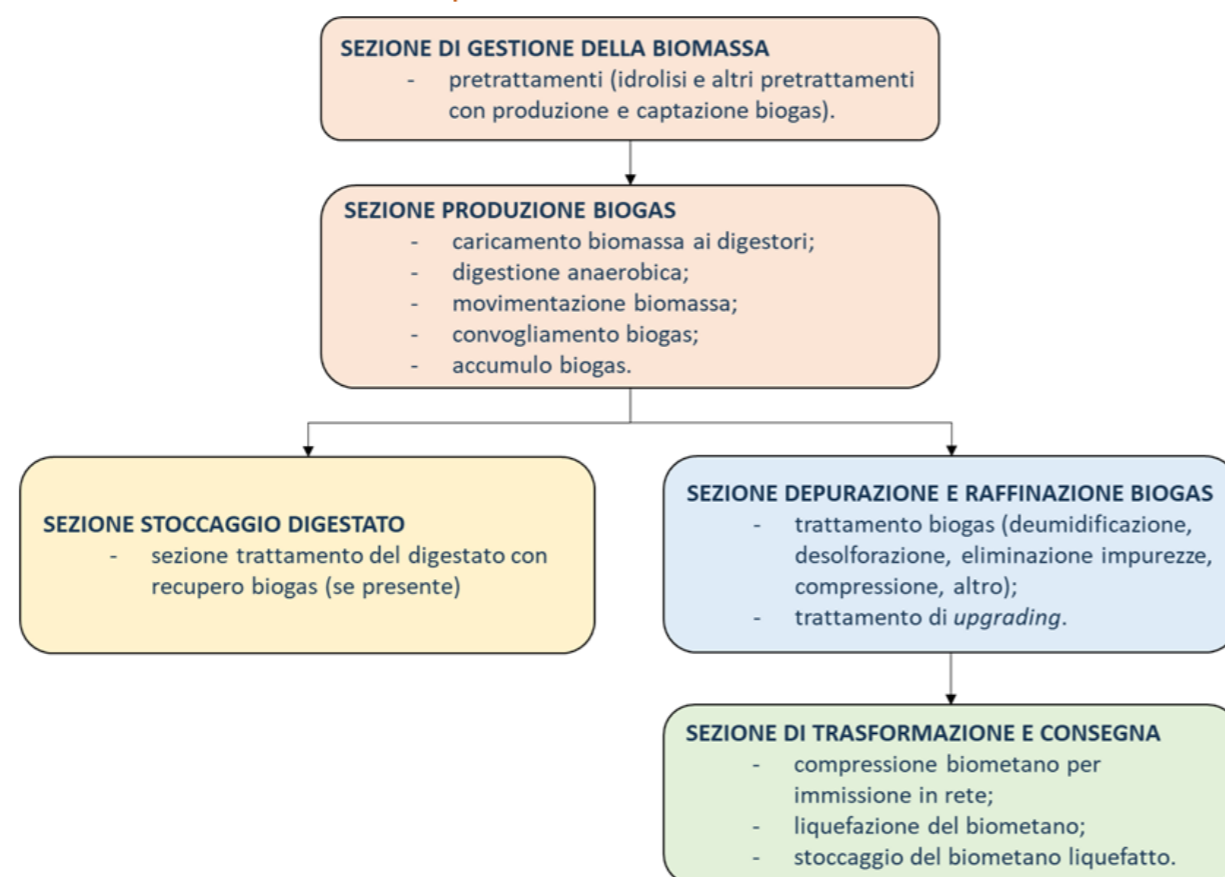 SEZIONE DI GESTIONE DELLA BIOMASSA
- pretrattamenti (idrolisi e altri pretrattamenti
con produzione e captazione biogas).
SEZIONE PRODUZIONE BIOGAS
- caricamento biomassa ai digestori;
- digestione anaerobica;
- movimentazione biomassa;
- convogliamento biogas;
- accumulo biogas.
SEZIONE STOCCAGGIO DIGESTATO
- sezione trattamento del digestato con
recupero biogas (se presente)
SEZIONE DEPURAZIONE E RAFFINAZIONE BIOGAS
- trattamento biogas (deumidificazione,
desolforazione, eliminazione impurezze,
compressione, altro);
- trattamento di upgrading.
SEZIONE DI TRASFORMAZIONE E CONSEGNA
- compressione biometano per
immissione in rete;
- liquefazione del biometano;
- stoccaggio del biometano liquefatto.